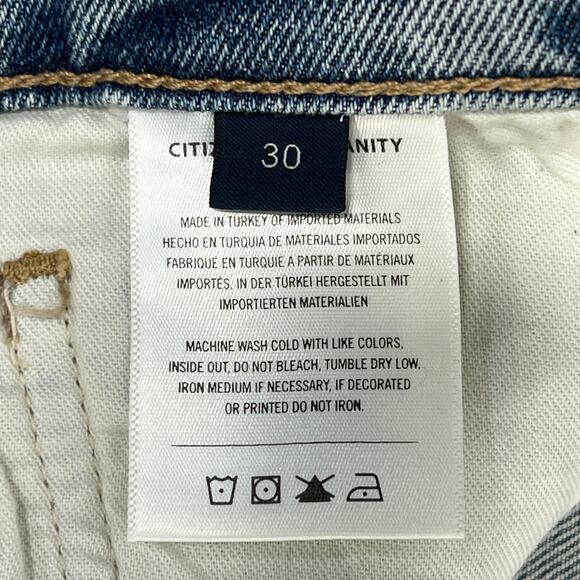 CITIZ ANITY
30
MADE IN TURKEY OF IMPORTED MATERIALS
HECHO EN TURQUIA DE MATERIALES IMPORTADOS
FABRIQUE EN TURQUIE A PARTIR DE MATÉRIAUX
IMPORTÉS, IN DER TÜRKEI HERGESTELLT MIT
IMPORTIERTEN MATERIALIEN
MACHINE WASH COLD WITH LIKE COLORS,
INSIDE OUT, DO NOT BLEACH, TUMBLE DRY LOW,
IRON MEDIUM IF NECESSARY, IF DECORATED
OR PRINTED DO NOT IRON.